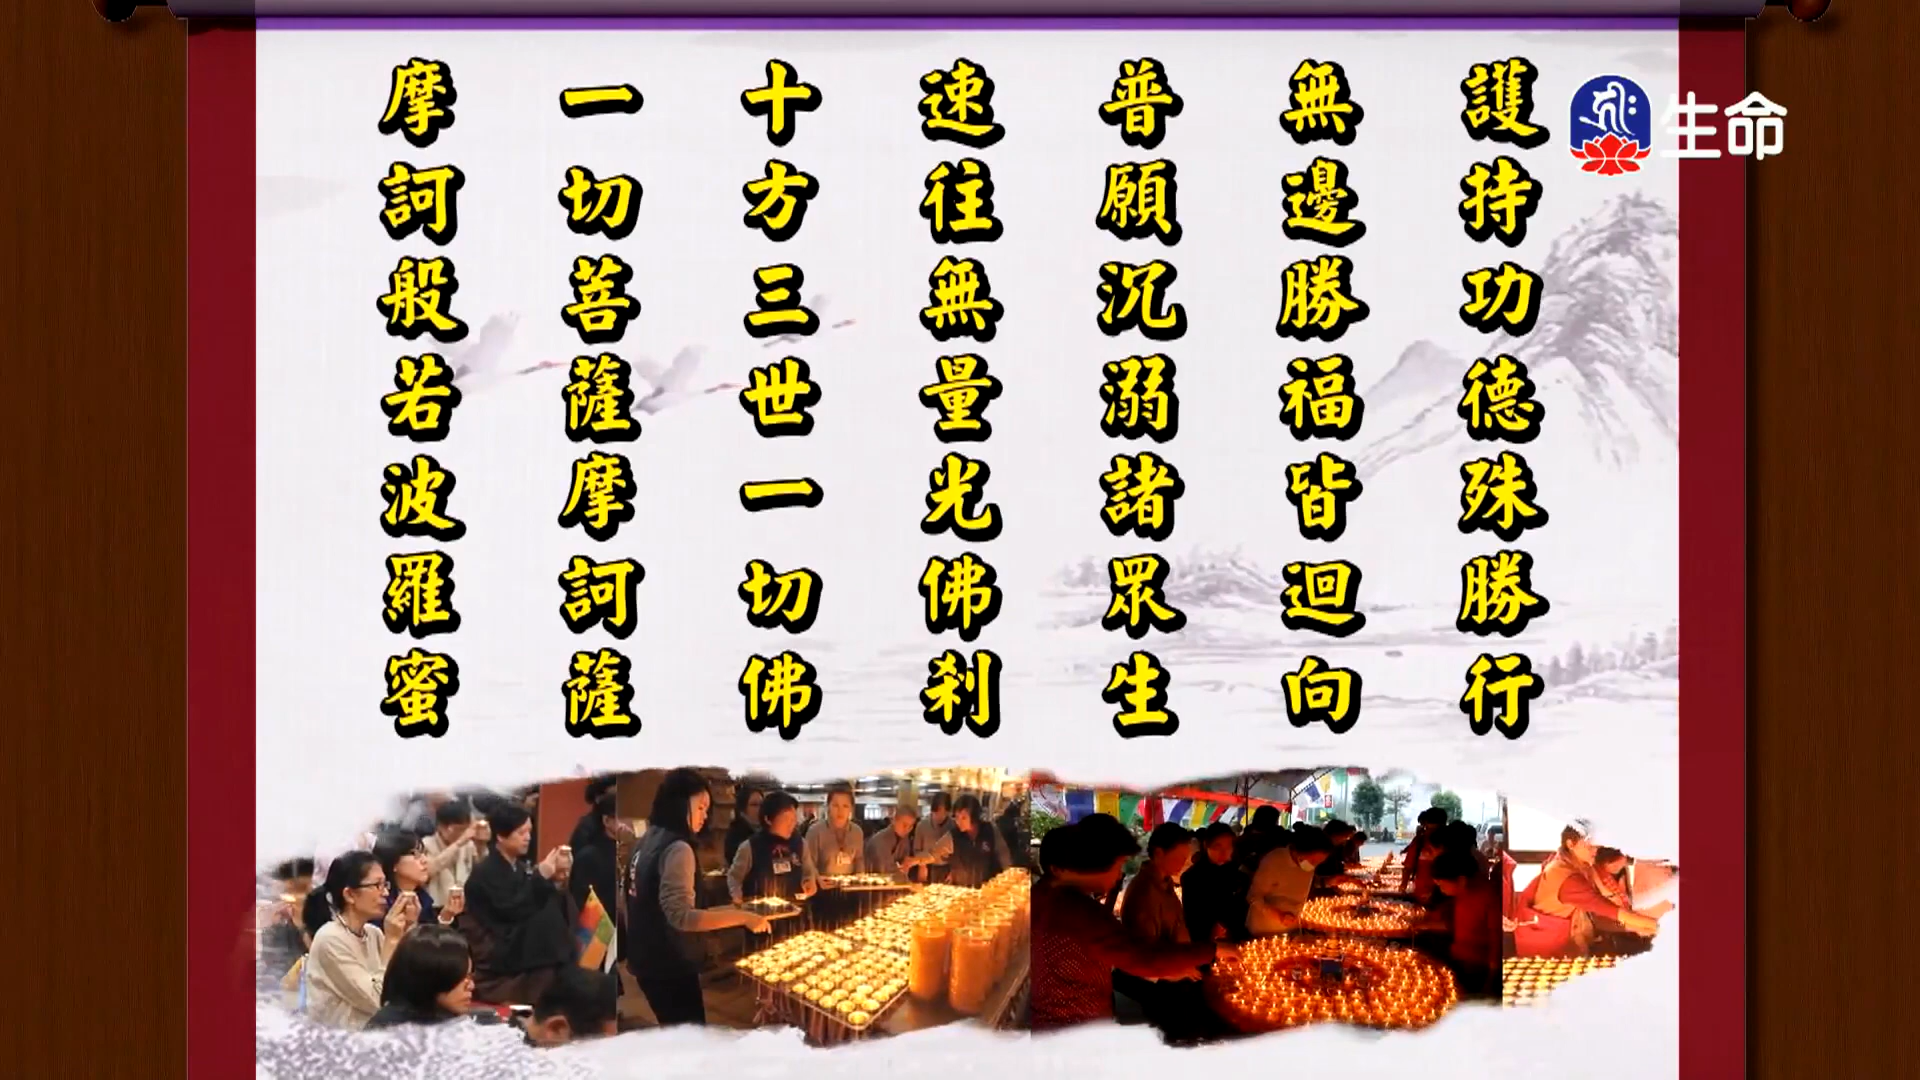 護持功德殊勝行
無邊勝福皆迴向
普願沉溺諸眾生
速往無量光佛剎
十方三世一切佛
一切菩薩摩訶薩
摩訶般若波羅蜜
生命